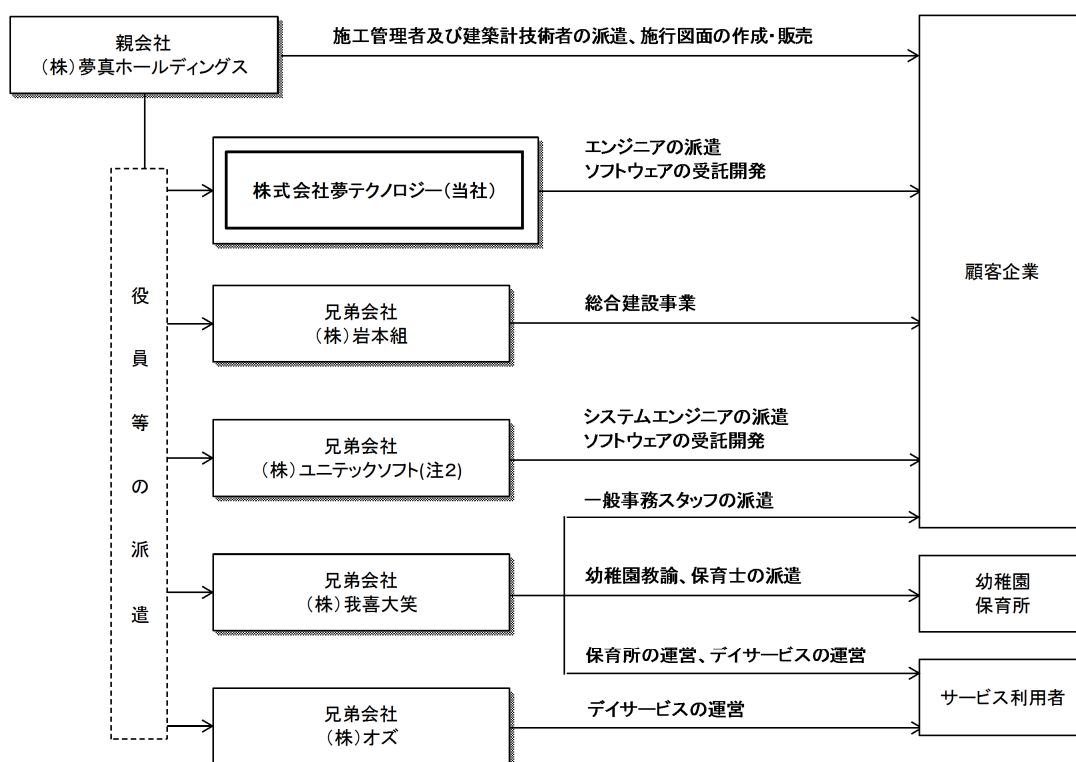 親会社
(株)夢真ホールディングス
施工管理者及び建築計技術者の派遣、施行図面の作成・販売
株式会社夢テクノロジー(当社)
エンジニアの派遣
ソフトウェアの受託開発
顧客企業
役員等の派遣
兄弟会社
(株)岩本組
総合建設事業
兄弟会社
(株)ユニテックソフト(注2)
システムエンジニアの派遣
ソフトウェアの受託開発
一般事務スタッフの派遣
兄弟会社
(株)我喜大笑
幼稚園教諭、保育士の派遣
幼稚園
保育所
保育所の運営、デイサービスの運営
サービス利用者
兄弟会社
(株)オズ
デイサービスの運営